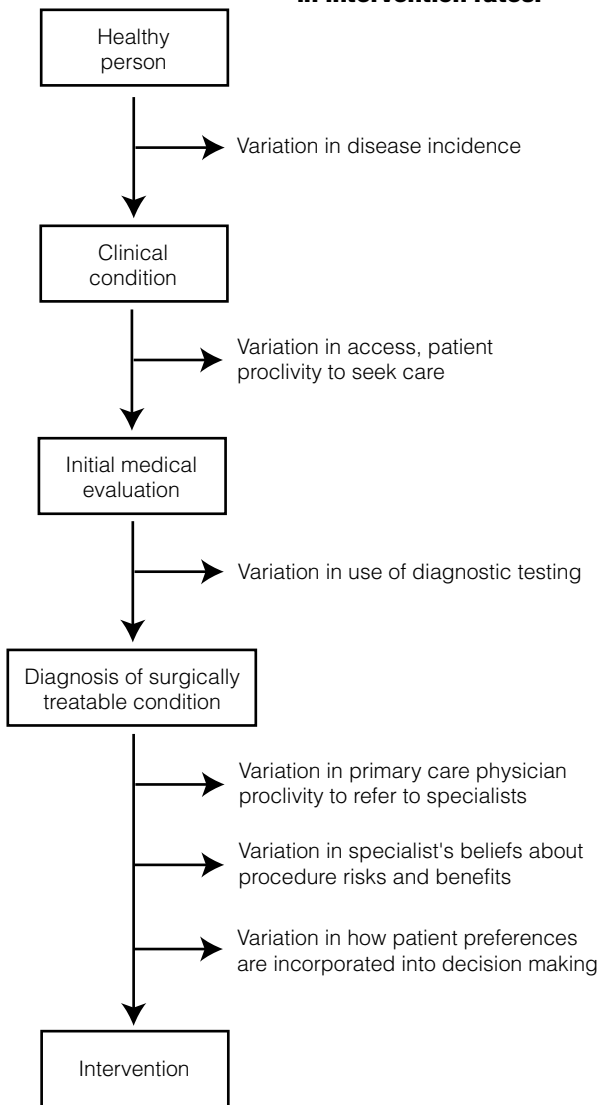 in intervention rates.
Healthy
person
Variation in disease incidence
Clinical
condition
Variation in access, patient
proclivity to seek care
Initial medical
evaluation
Variation in use of diagnostic testing
Diagnosis of surgically
treatable condition
Variation in primary care physician
proclivity to refer to specialists
Variation in specialist's beliefs about
procedure risks and benefits
Variation in how patient preferences
are incorporated into decision making
Intervention